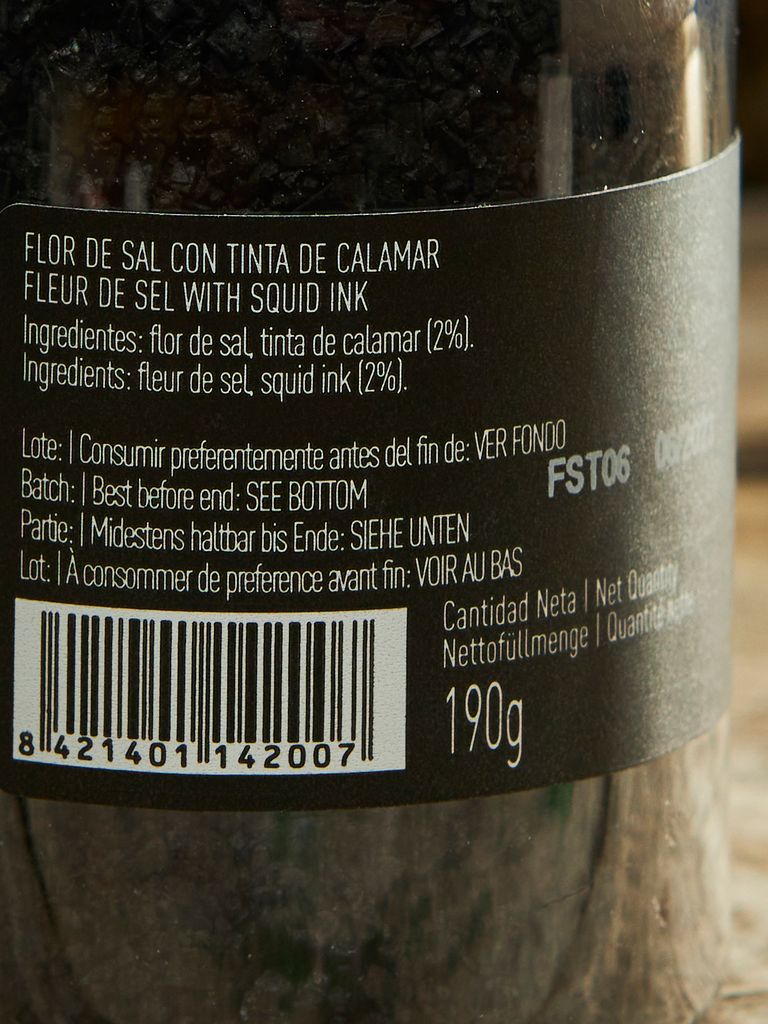 FLOR DE SAL CON TINTA DE CALAMAR
FLEUR DE SEL WITH SQUID INK
Ingredientes: flor de sal, tinta de calamar (2%).
Ingredients: fleur de sel, squid ink (2%).
Lote: | Consumir preferentemente antes del fin de: VER FONDO
Batch: | Best before end: SEE BOTTOM
Partie: | Midestens haltbar bis Ende: SIEHE UNTEN
Lot: | À consommer de preference avant fin: VOIR AU BAS
FST06
Cantidad Neta | Net Quantity
Nettofüllmenge | Quantité
190g
8 421401 142007